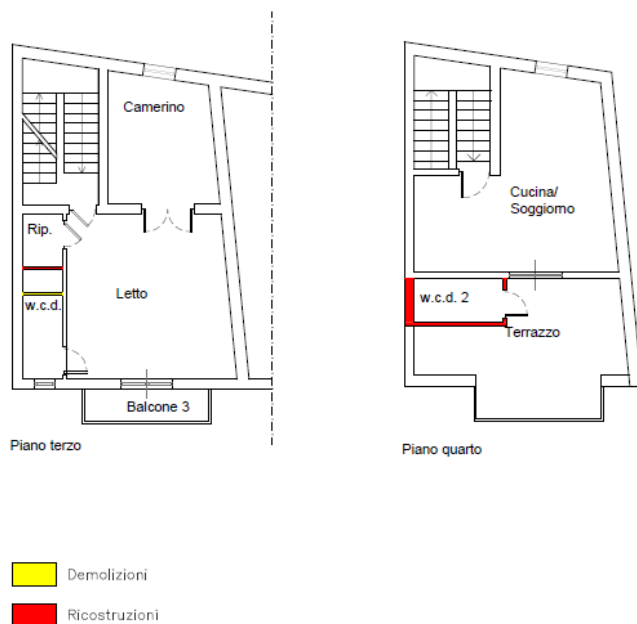 Camerino
Rip.
Letto
w.c.d.
Balcone 3
Piano terzo
Cucina/
Soggiorno
w.c.d. 2
Terrazzo
Piano quarto
Demolizioni
Ricostruzioni